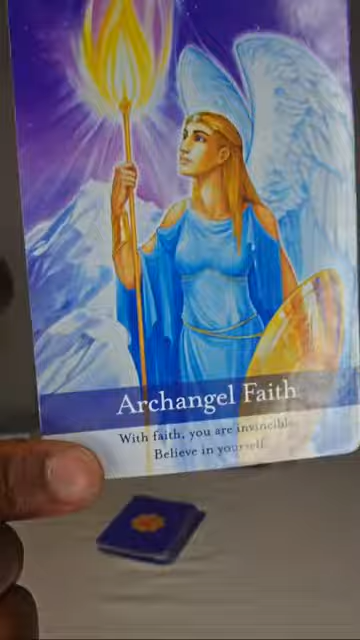 Archangel Faith
With faith, you are invincible.
Believe in yourself.